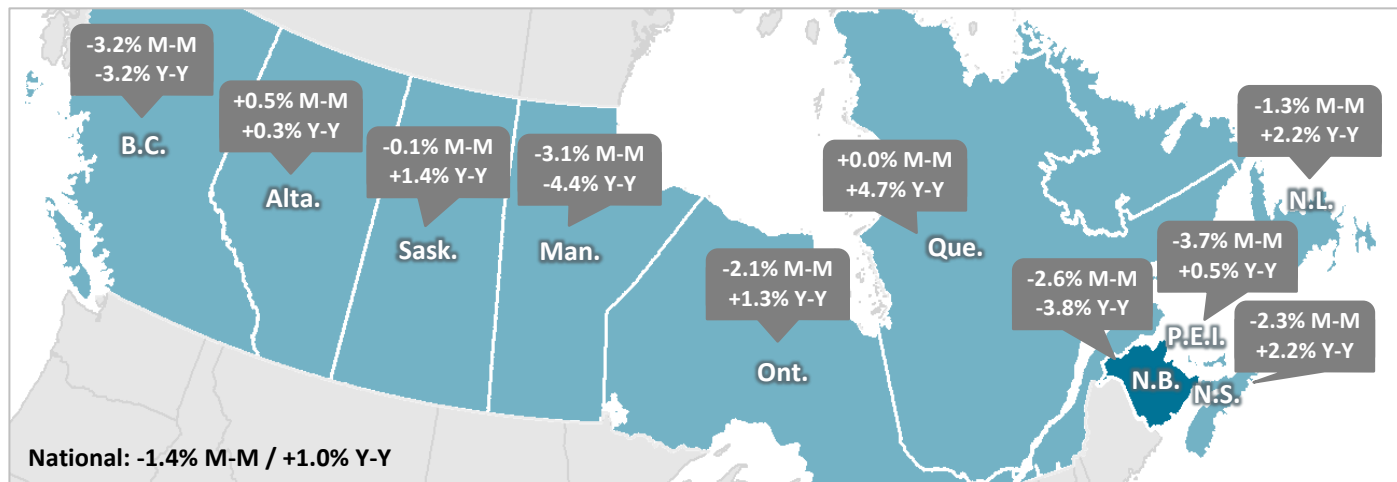 -3.2% M-M
-3.2% Y-Y
B.C.
+0.5% M-M
+0.3% Y-Y
Alta.
-0.1% M-M
+1.4% Y-Y
Sask.
-3.1% M-M
-4.4% Y-Y
Man.
-2.1% M-M
+1.3% Y-Y
Ont.
+0.0% M-M
+4.7% Y-Y
Que.
-1.3% M-M
+2.2% Y-Y
N.L.
-3.7% M-M
+0.5% Y-Y
P.E.I.
-2.6% M-M
-3.8% Y-Y
N.B.
-2.3% M-M
+2.2% Y-Y
N.S.
National: -1.4% M-M / +1.0% Y-Y